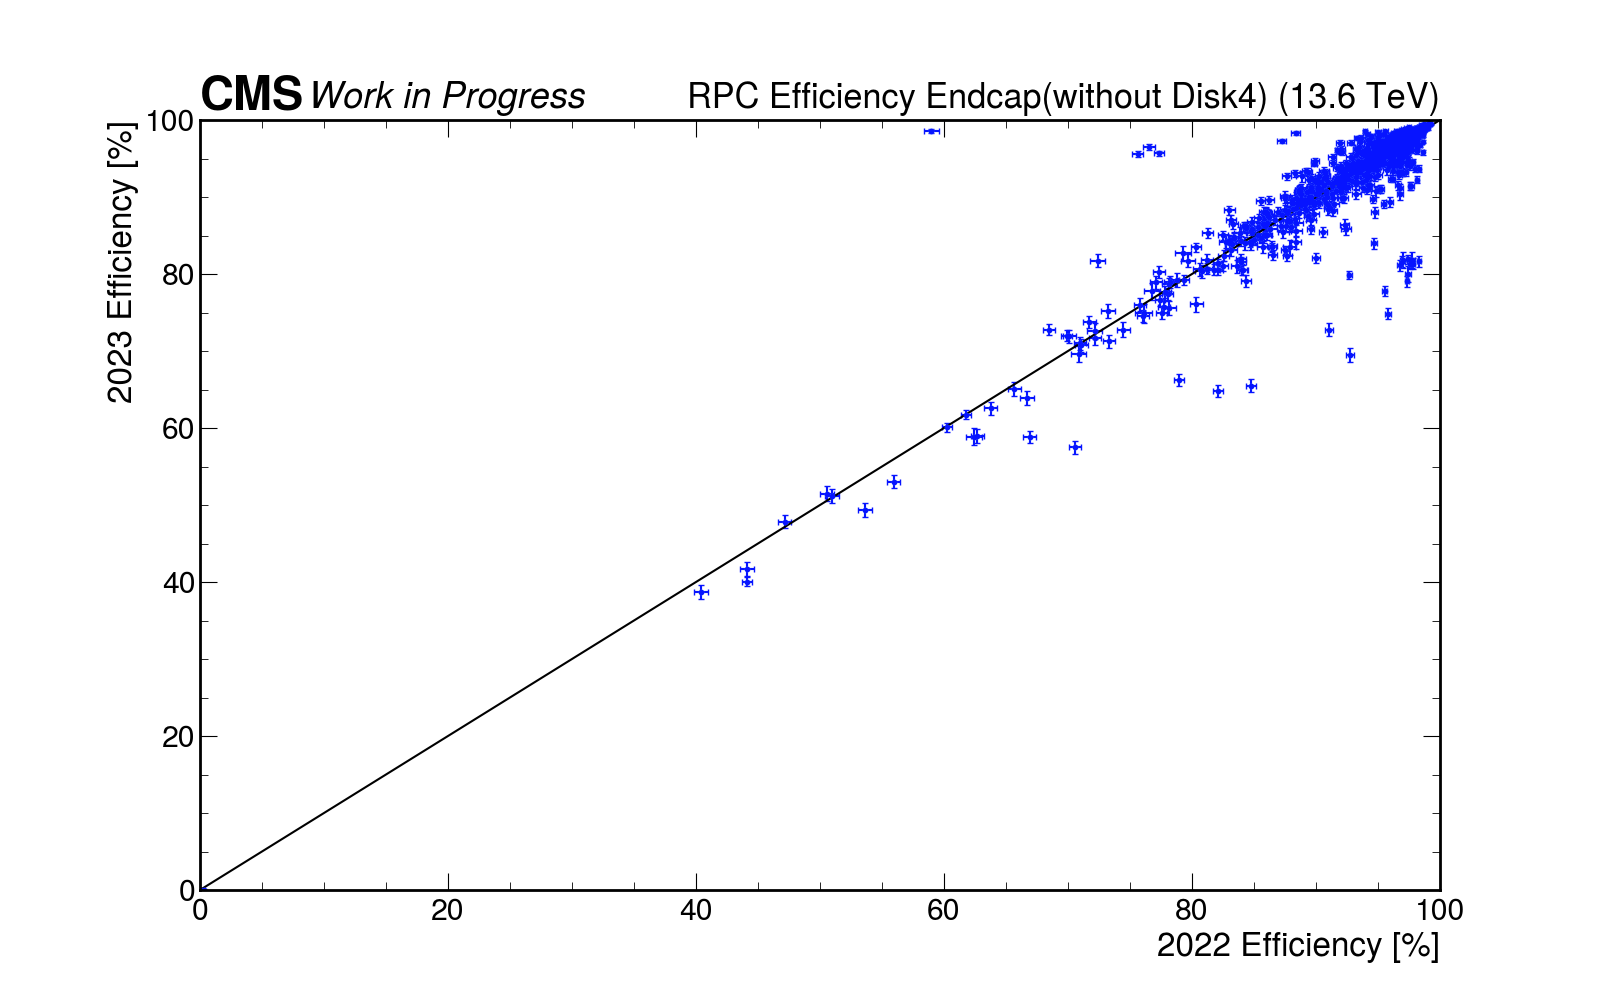 CMS Work in Progress RPC Efficiency Endcap(without Disk4) (13.6 TeV)
2023 Efficiency [%]
100
80
60
40
20
0
0 20 40 60 80 100
2022 Efficiency [%]